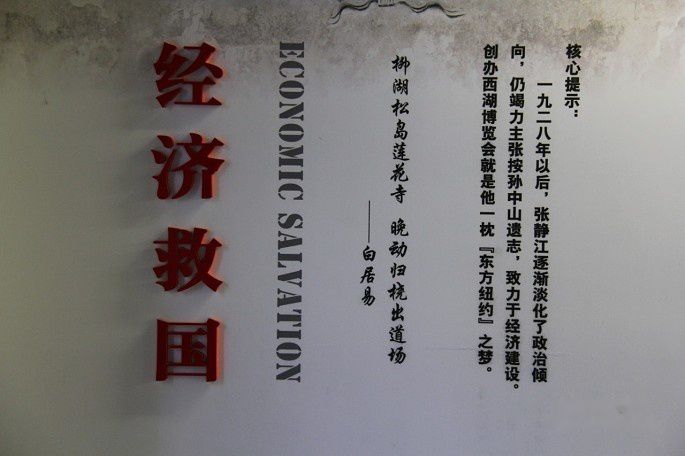 核心提示：
一九二八年以后，张静江逐渐淡化了政治倾
向，仍竭力主张按孙中山遗志，致力于经济建设。
创办西湖博览会就是他一枕『东方纽约』之梦。
柳湖松岛莲花寺 晚动归桡出道场
——白居易
ECONOMIC SALVATION
经济救国